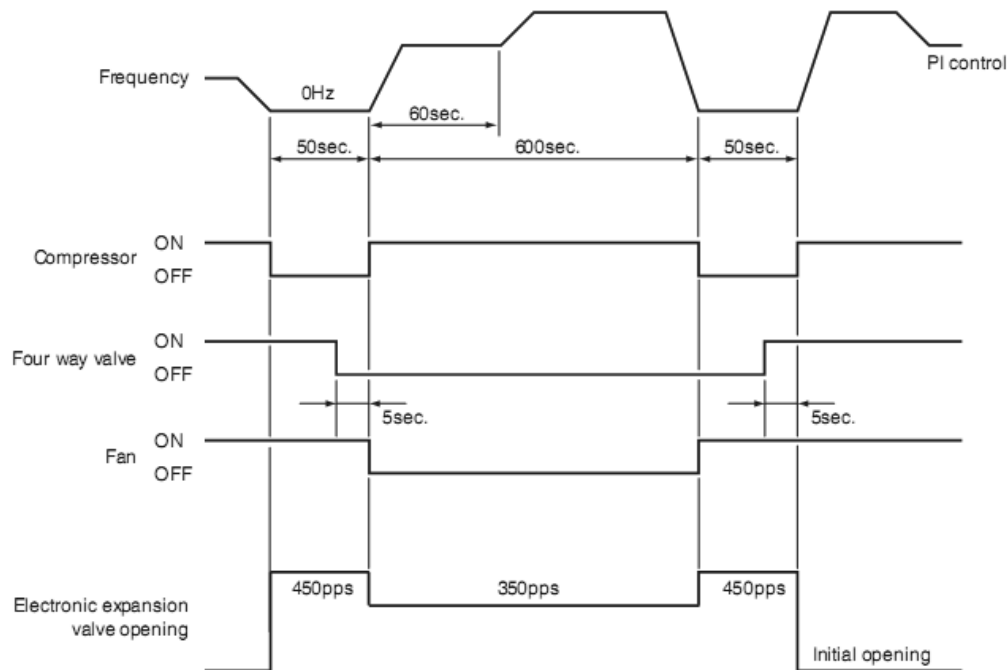 Frequency
0Hz
PI control
60sec.
50sec.
600sec.
50sec.
Compressor
ON
OFF
Four way valve
ON
OFF
5sec.
5sec.
Fan
ON
OFF
Electronic expansion
valve opening
450pps
350pps
450pps
Initial opening